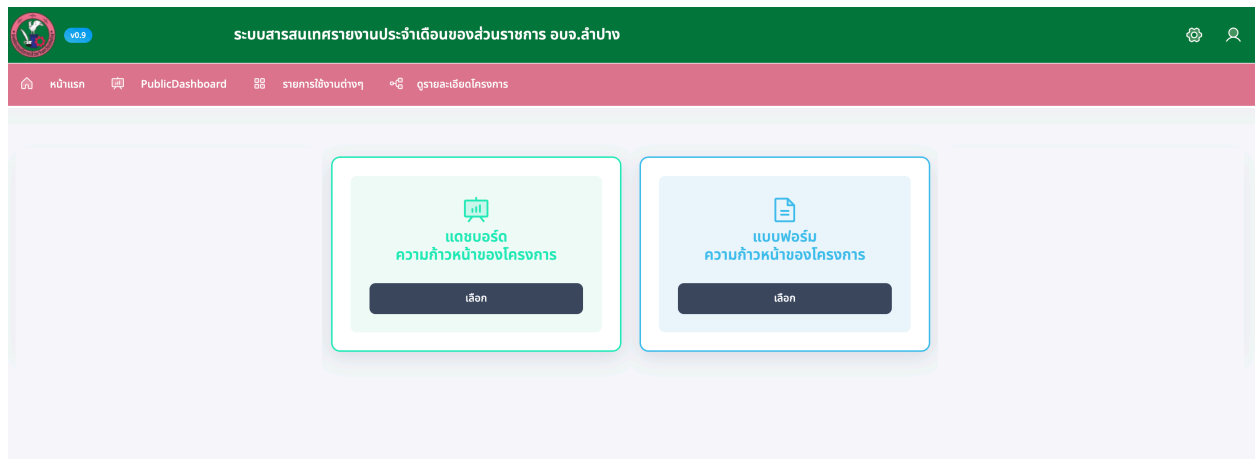 v0.9
ระบบสารสนเทศรายงานประจำเดือนของส่วนราชการ อบจ.ลำปาง
หน้าแรก PublicDashboard รายการใช้งานต่างๆ ดูรายละเอียดโครงการ
แดชบอร์ด
ความก้าวหน้าของโครงการ
เลือก
แบบฟอร์ม
ความก้าวหน้าของโครงการ
เลือก